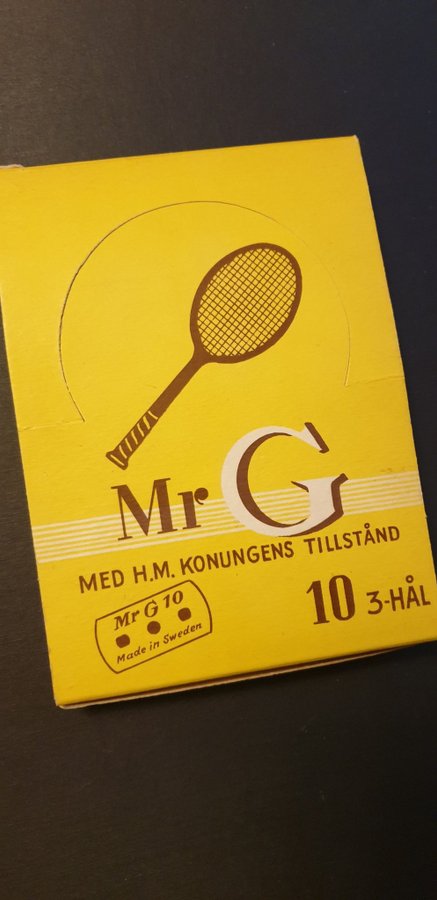 Mr G
MED H.M. KONUNGENS TILLSTÅND
Mr G 10
Made in Sweden
10 3-HÅL